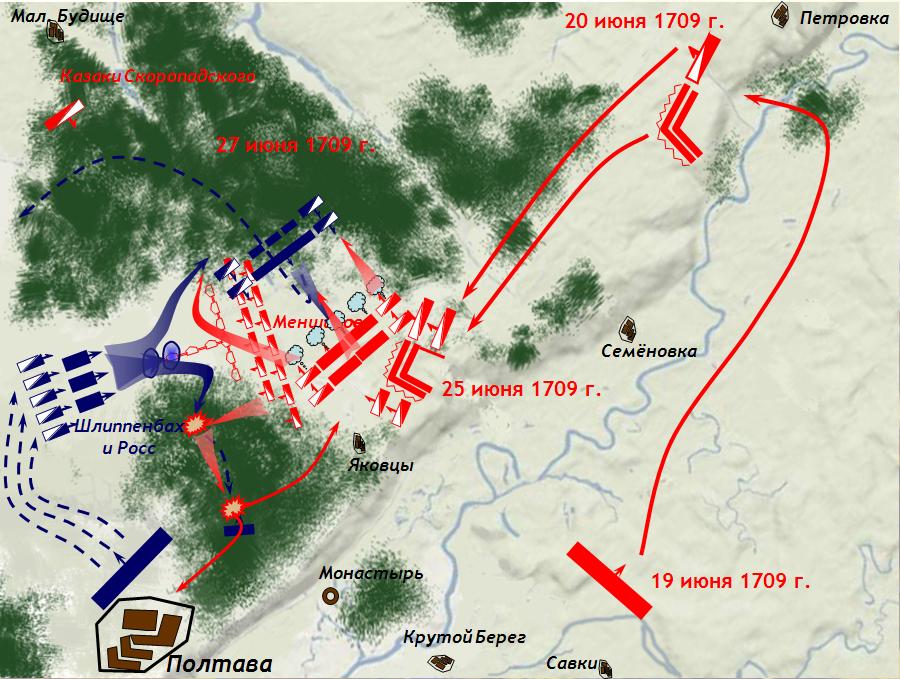 Мал. Будище
20 июня 1709 г.
Петровка
Казаки Скоропадского
27 июня 1709 г.
Семёновка
25 июня 1709 г.
Шлиппенбах
и Росс
Яковцы
Монастырь
19 июня 1709 г.
Крутой Берег
Полтава
Савки